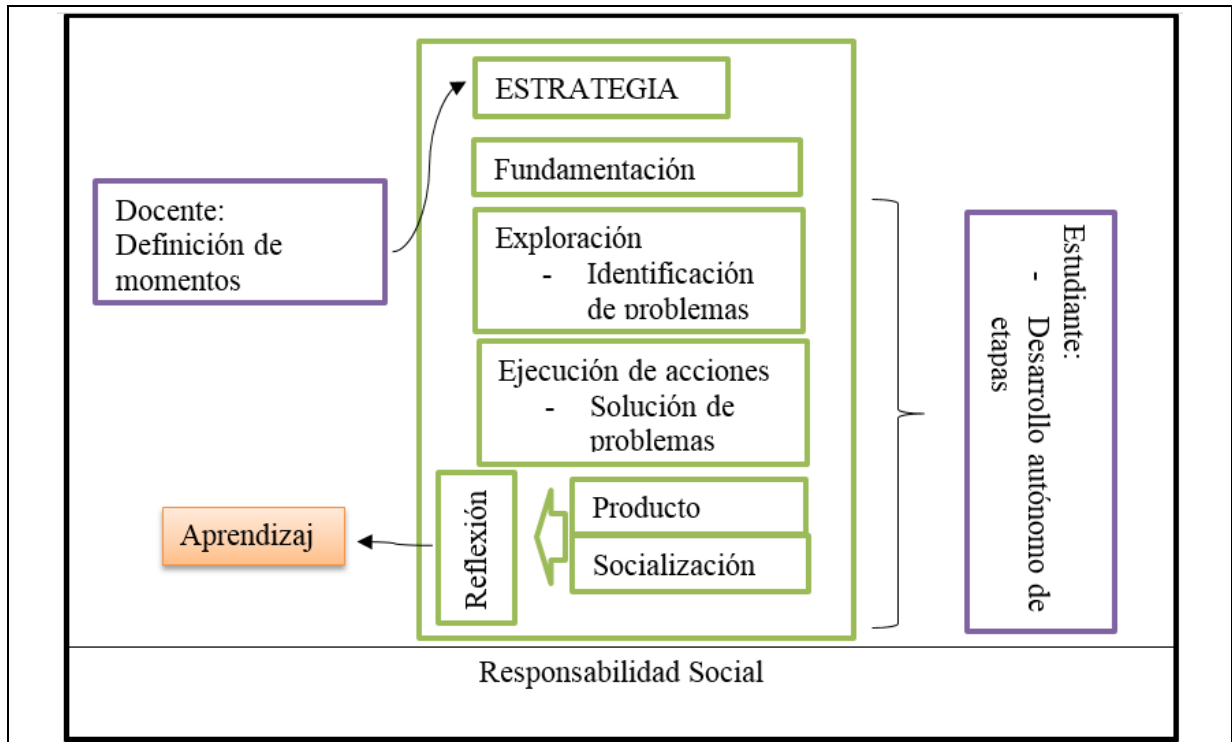 ESTRATEGIA
Fundamentación
Docente:
Definición de
momentos
Exploración
- Identificación
de problemas
Ejecución de acciones
- Solución de
problemas
Estudiante:
- Desarrollo autónomo de
etapas
Reflexión
Producto
Socialización
Aprendizaj
Responsabilidad Social